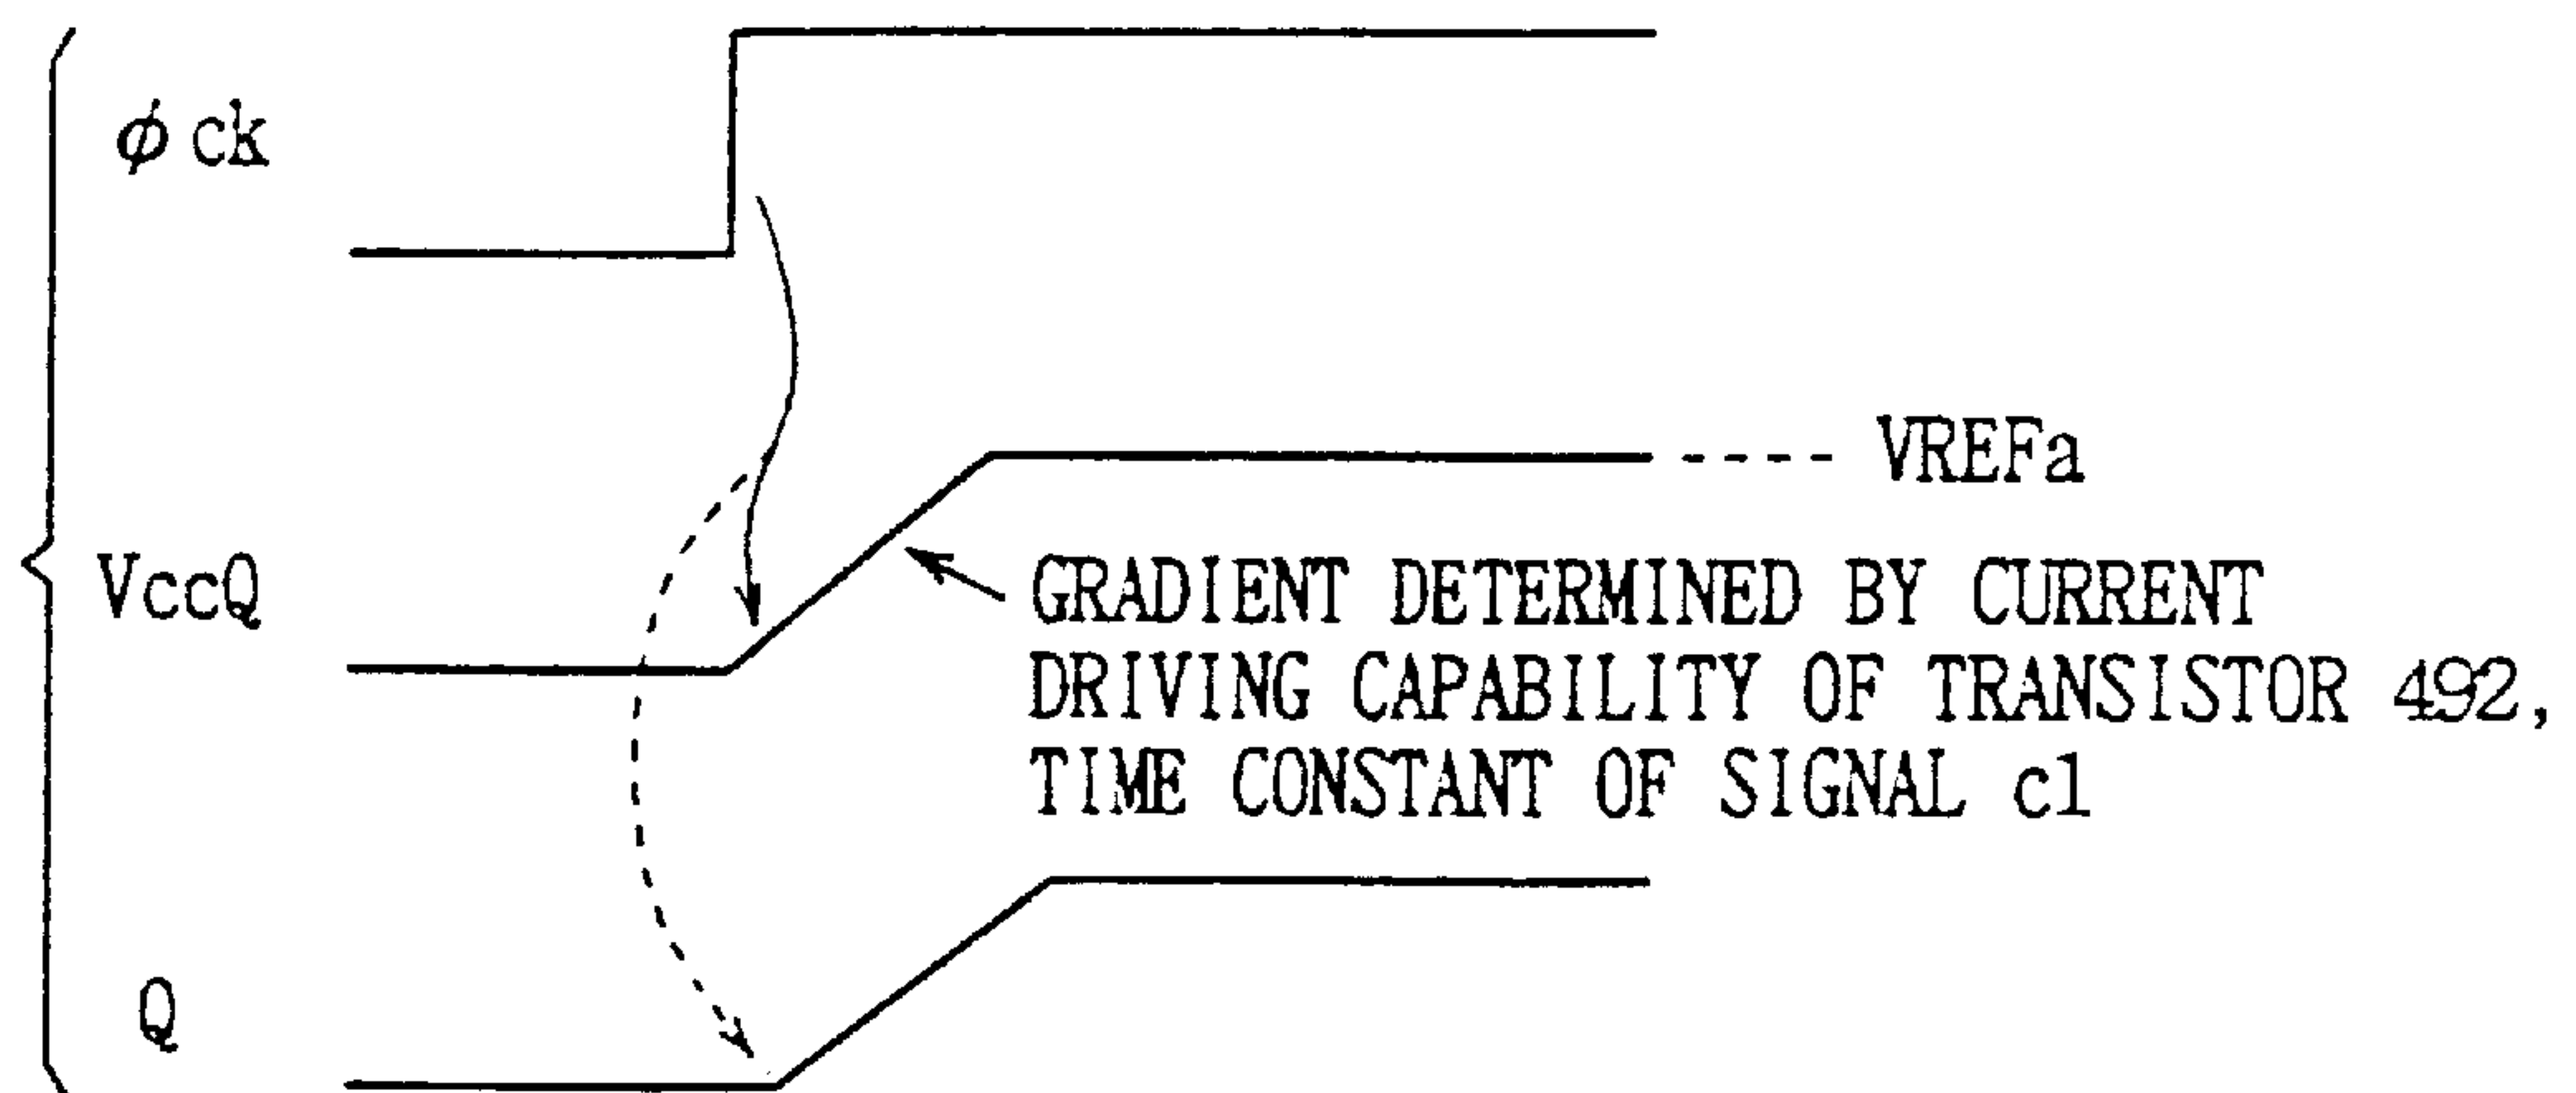 ϕ ck
VREFa
VccQ
GRADIENT DETERMINED BY CURRENT
DRIVING CAPABILITY OF TRANSISTOR 492,
TIME CONSTANT OF SIGNAL c1
Q